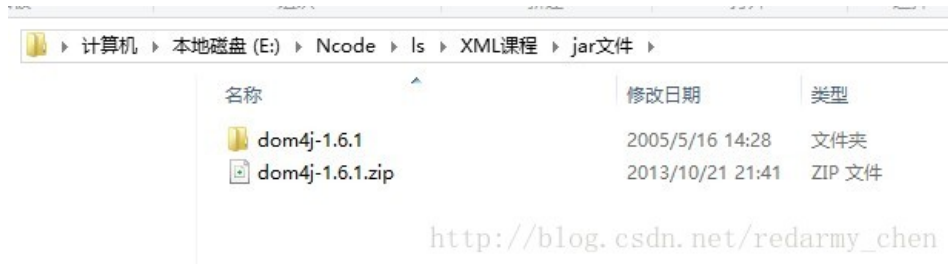 计算机 本地磁盘 (E:) Ncode ls XML课程 jar文件
名称 修改日期 类型
dom4j-1.6.1 2005/5/16 14:28 文件夹
dom4j-1.6.1.zip 2013/10/21 21:41 ZIP 文件
http://blog.csdn.net/redarmy_chen